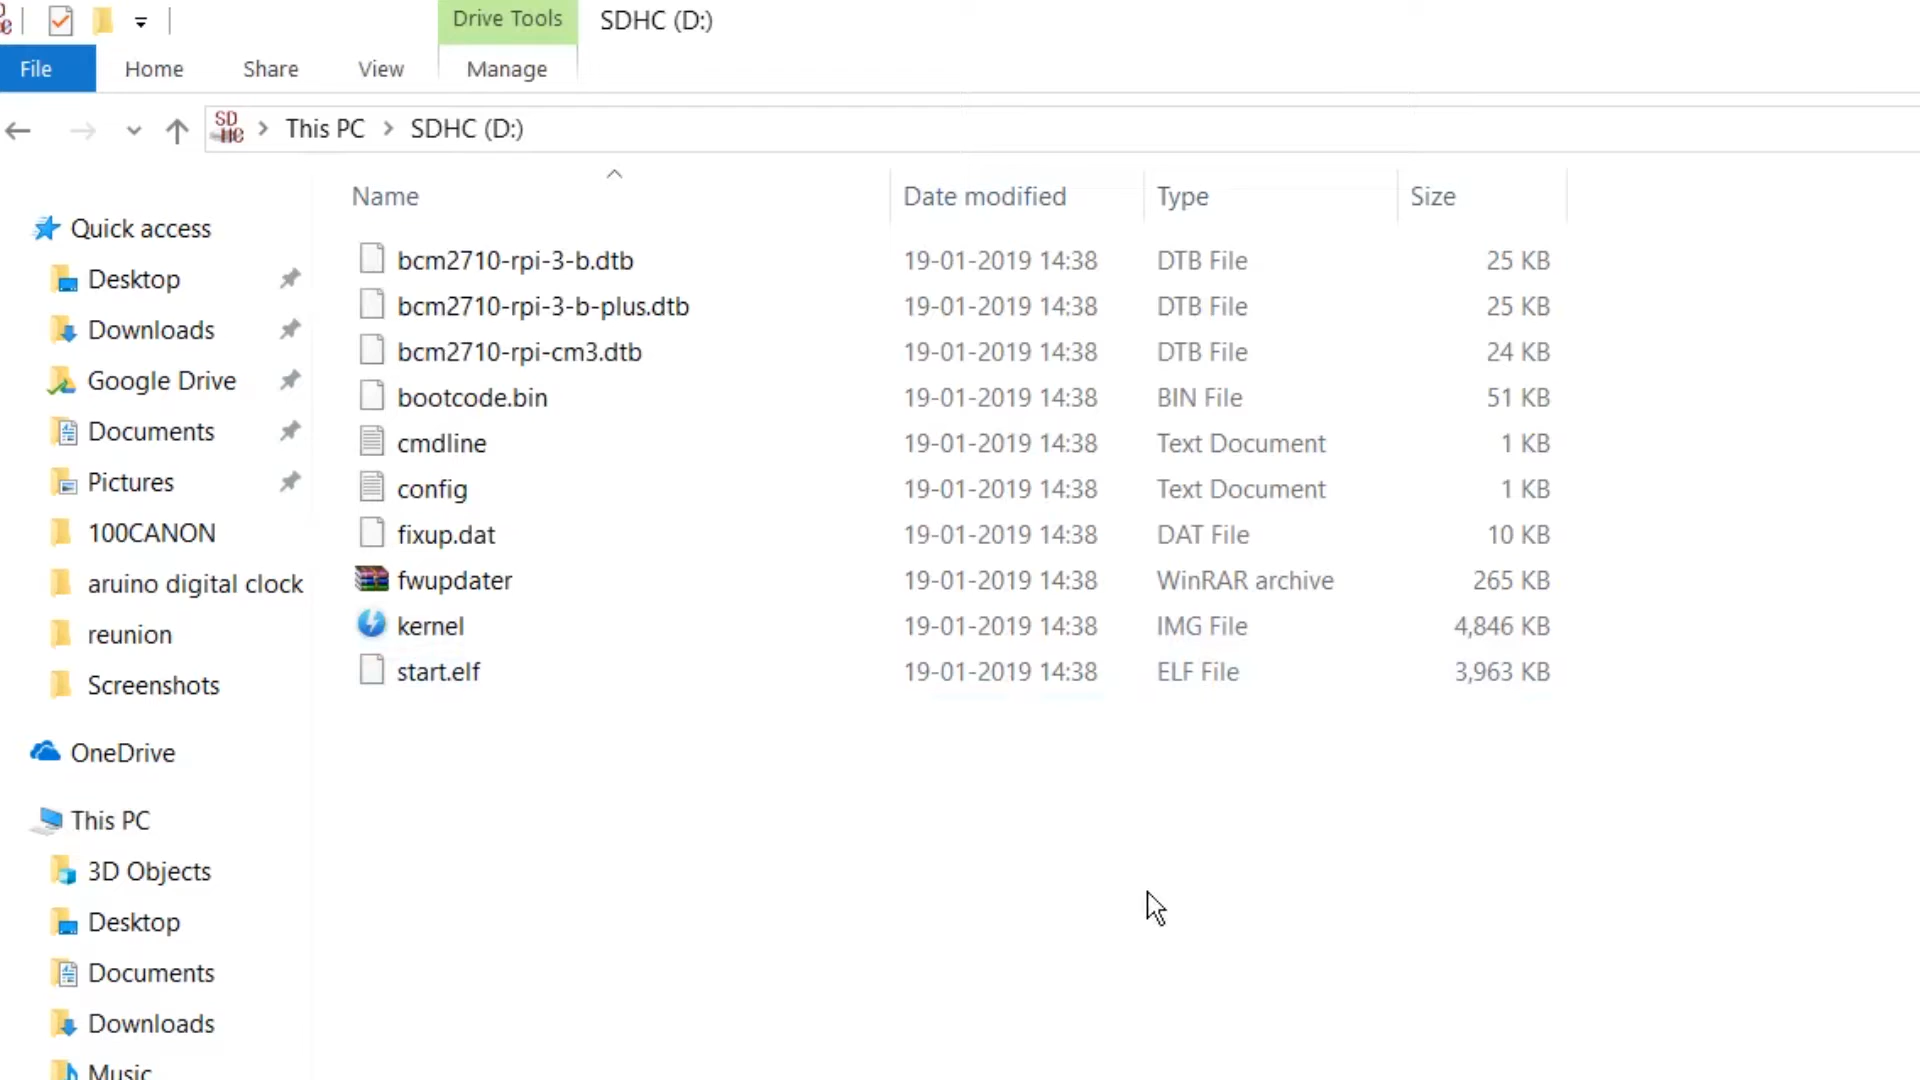 Drive Tools SDHC (D:)
File Home Share View Manage
SD HC This PC SDHC (D:)
Name Date modified Type Size
Quick access
Desktop
Downloads
Google Drive
Documents
Pictures
100CANON
aruino digital clock
reunion
Screenshots
OneDrive
This PC
3D Objects
Desktop
Documents
Downloads
Music
bcm2710-rpi-3-b.dtb 19-01-2019 14:38 DTB File 25 KB
bcm2710-rpi-3-b-plus.dtb 19-01-2019 14:38 DTB File 25 KB
bcm2710-rpi-cm3.dtb 19-01-2019 14:38 DTB File 24 KB
bootcode.bin 19-01-2019 14:38 BIN File 51 KB
cmdline 19-01-2019 14:38 Text Document 1 KB
config 19-01-2019 14:38 Text Document 1 KB
fixup.dat 19-01-2019 14:38 DAT File 10 KB
fwupdater 19-01-2019 14:38 WinRAR archive 265 KB
kernel 19-01-2019 14:38 IMG File 4,846 KB
start.elf 19-01-2019 14:38 ELF File 3,963 KB